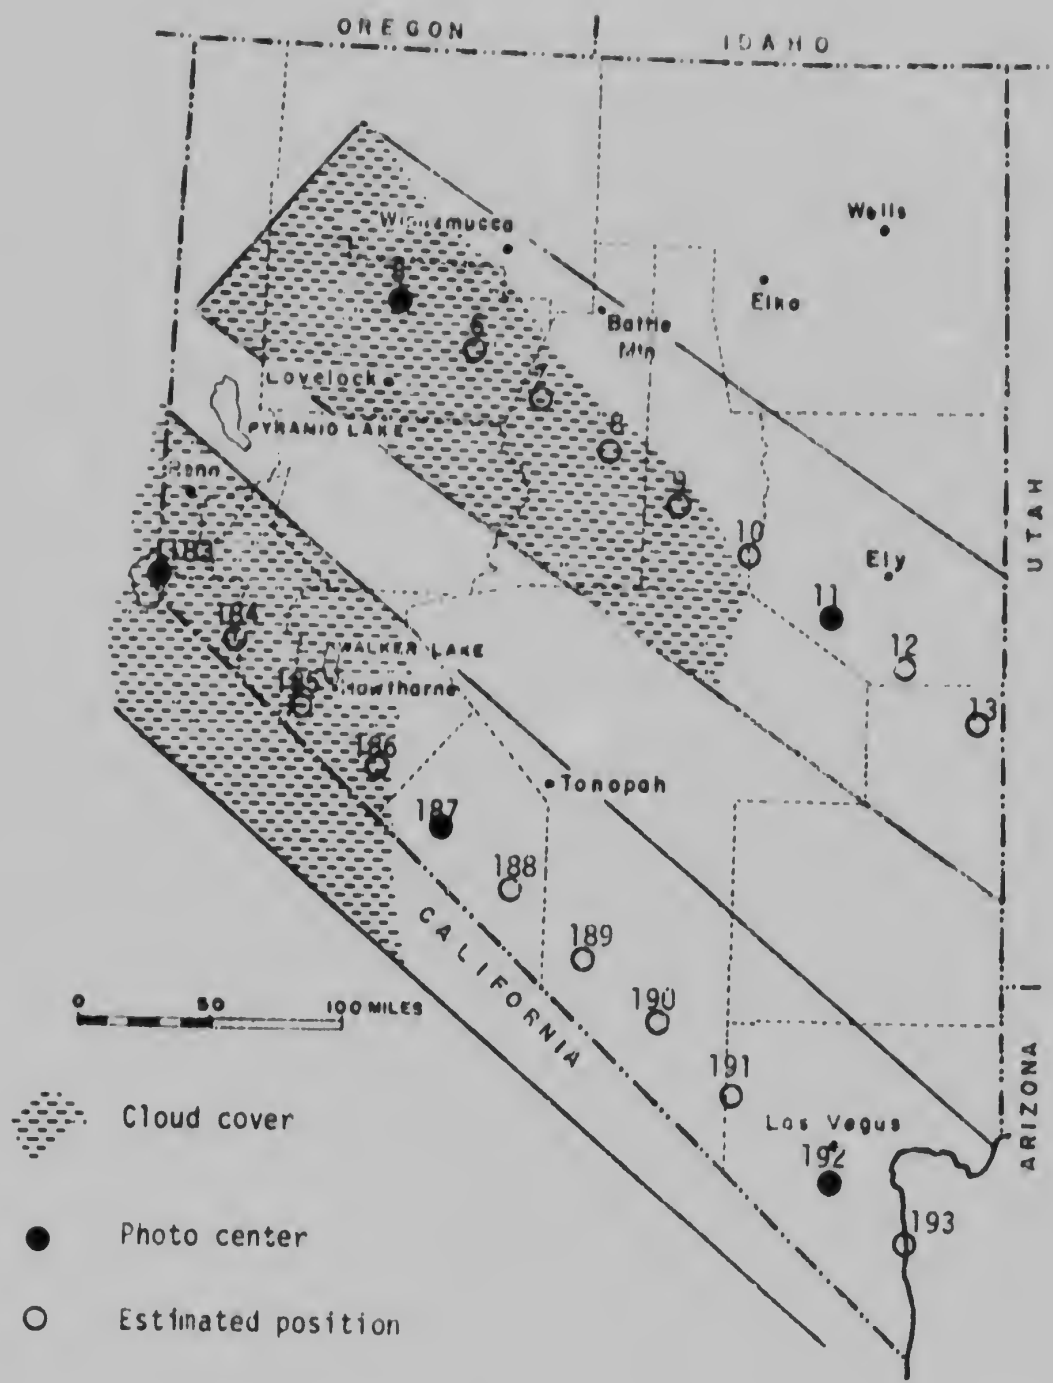 OREGON
IDAHO
Wells
Winnemucca
Elko
Battle
Mtn
6
Lovelock
7
PYRAMID LAKE
8
Reno
9
UTAH
10
183
Ely
11
184
12
WALKER LAKE
185
Hawthorne
13
186
Tonopah
187
188
CALIFORNIA
189
0 50 100 MILES
190
191
ARIZONA
Cloud cover
Las Vegas
192
Photo center
193
Estimated position